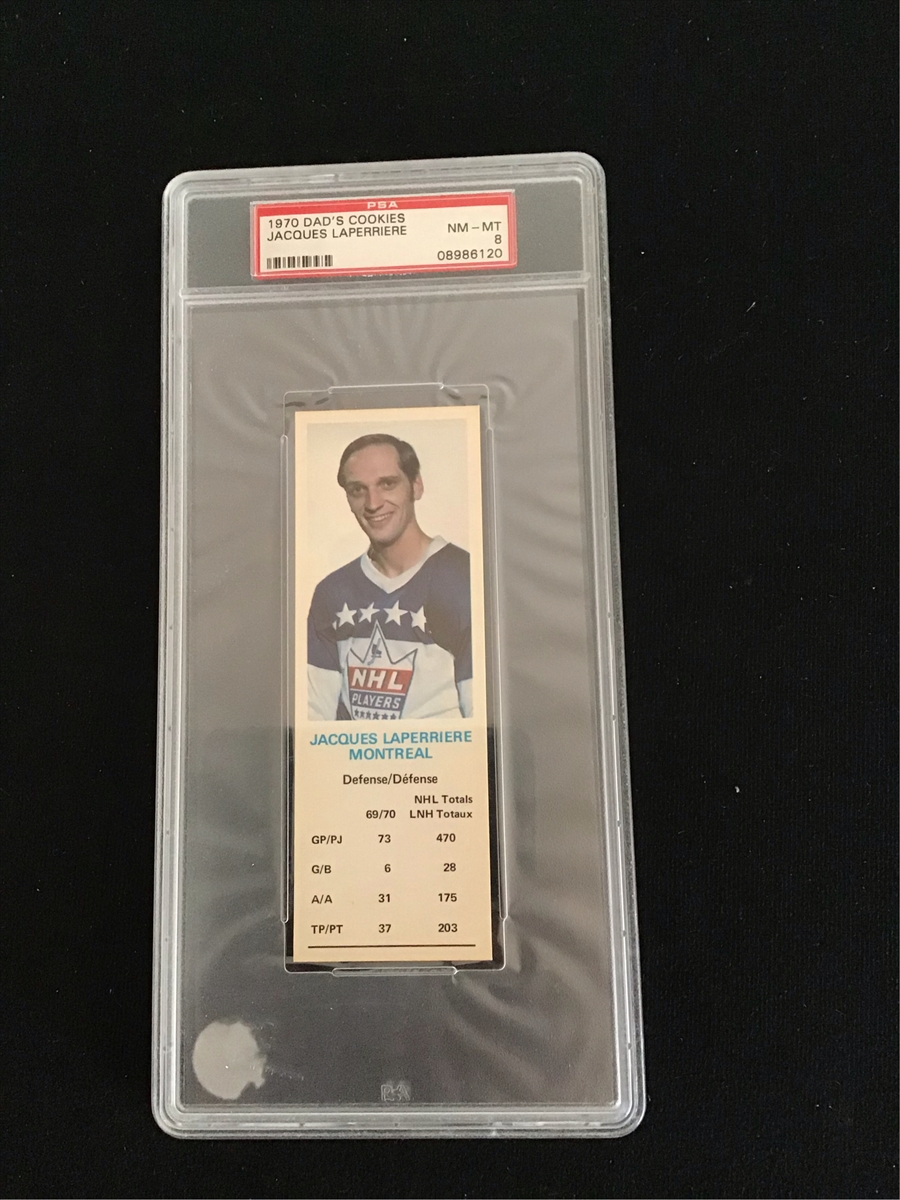 PSA
1970 DAD'S COOKIES
JACQUES LAPERRIERE
NM – MT
8
08986120
NHL
PLAYERS
JACQUES LAPERRIERE
MONTREAL
Defense/Défense
NHL Totals
69/70 LNH Totaux
GP/PJ 73 470
G/B 6 28
A/A 31 175
TP/PT 37 203
PSA